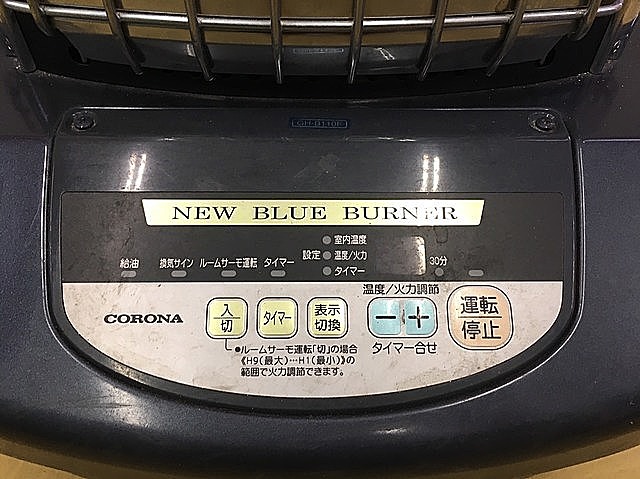 GH-B110F
NEW BLUE BURNER
給油 換気サイン ルームサーモ運転 タイマー
設定
室内温度
温度/火力
タイマー
30分
温度/火力調節
CORONA
入
切
タイマー
表示
切換
− +
運転
停止
タイマー合せ
●ルームサーモ運転「切」の場合
《H9(最大)…H1(最小)》の
範囲で火力調節できます。